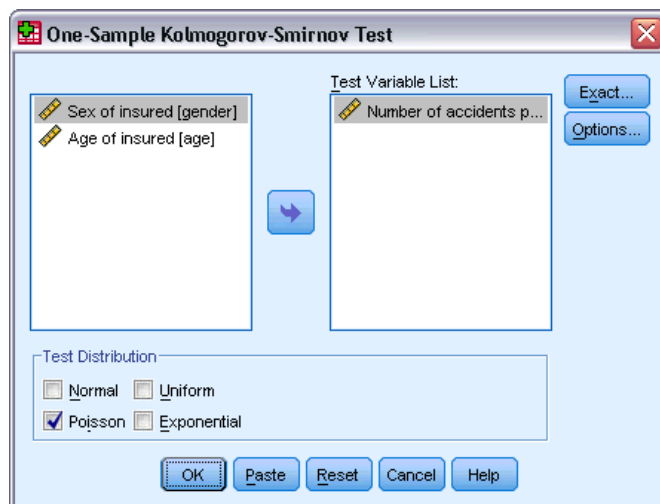 One-Sample Kolmogorov-Smirnov Test
Test Variable List:
Sex of insured [gender]
Age of insured [age]
Number of accidents p...
Exact...
Options...
Test Distribution
Normal
Uniform
Poisson
Exponential
OK
Paste
Reset
Cancel
Help